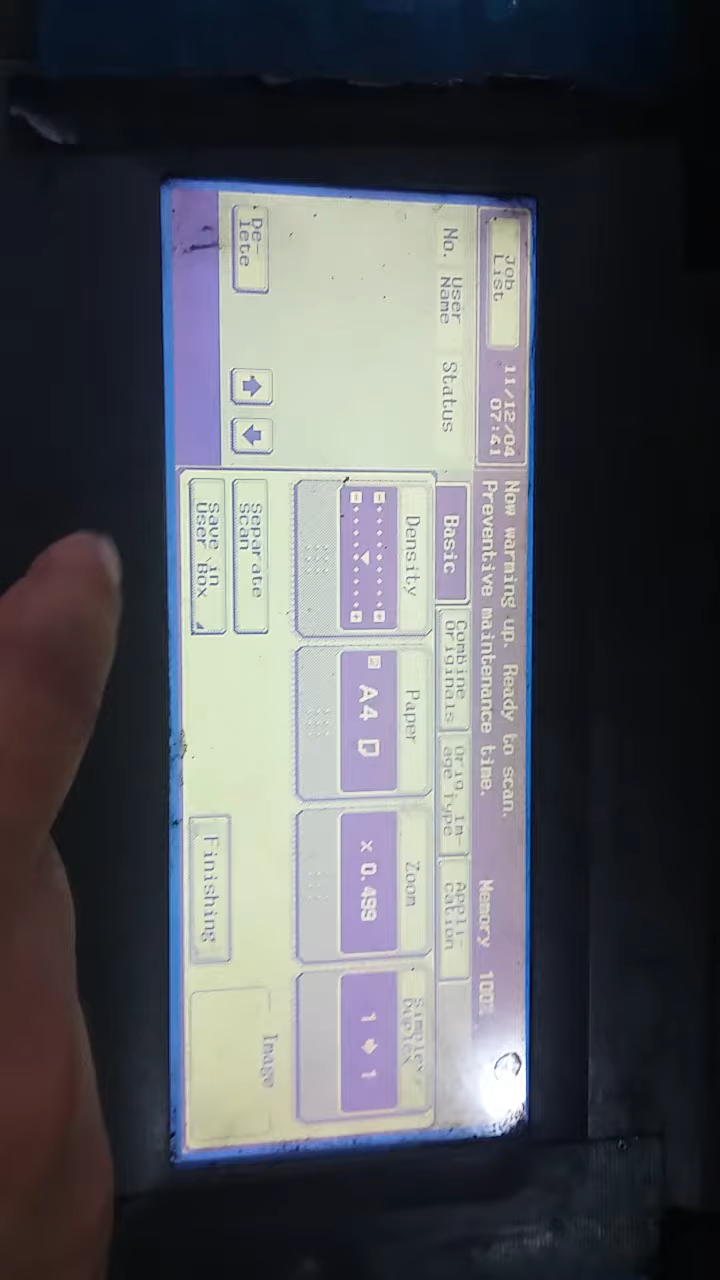 Job
List
11/12/04
07:41
Now warming up. Ready to scan.
Preventive maintenance time.
Memory 100%
No.
User
Name
Status
Basic
Combine
Originals
Orig. Im-
age Type
Appli-
cation
Density
Paper
A4
Zoom
x 0.499
Simplex/
Duplex
1 → 1
De-
lete
Separate
Scan
Save in
User Box
Finishing
Image